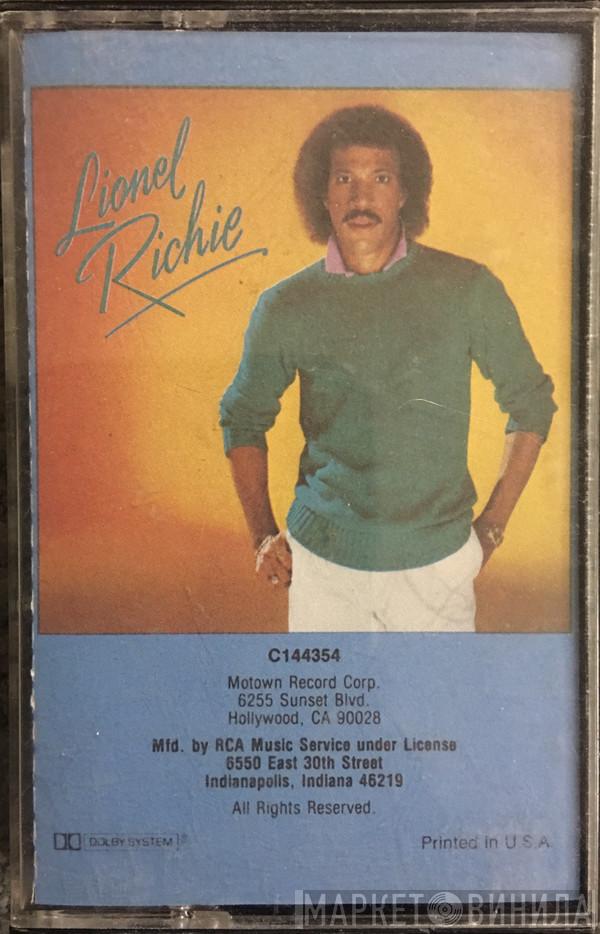 Lionel
Richie
C144354
Motown Record Corp.
6255 Sunset Blvd.
Hollywood, CA 90028
Mfd. by RCA Music Service under License
6550 East 30th Street
Indianapolis, Indiana 46219
All Rights Reserved.
DOLBY SYSTEM
Printed in U.S.A.
МАРКЕТ ВИНИЛА